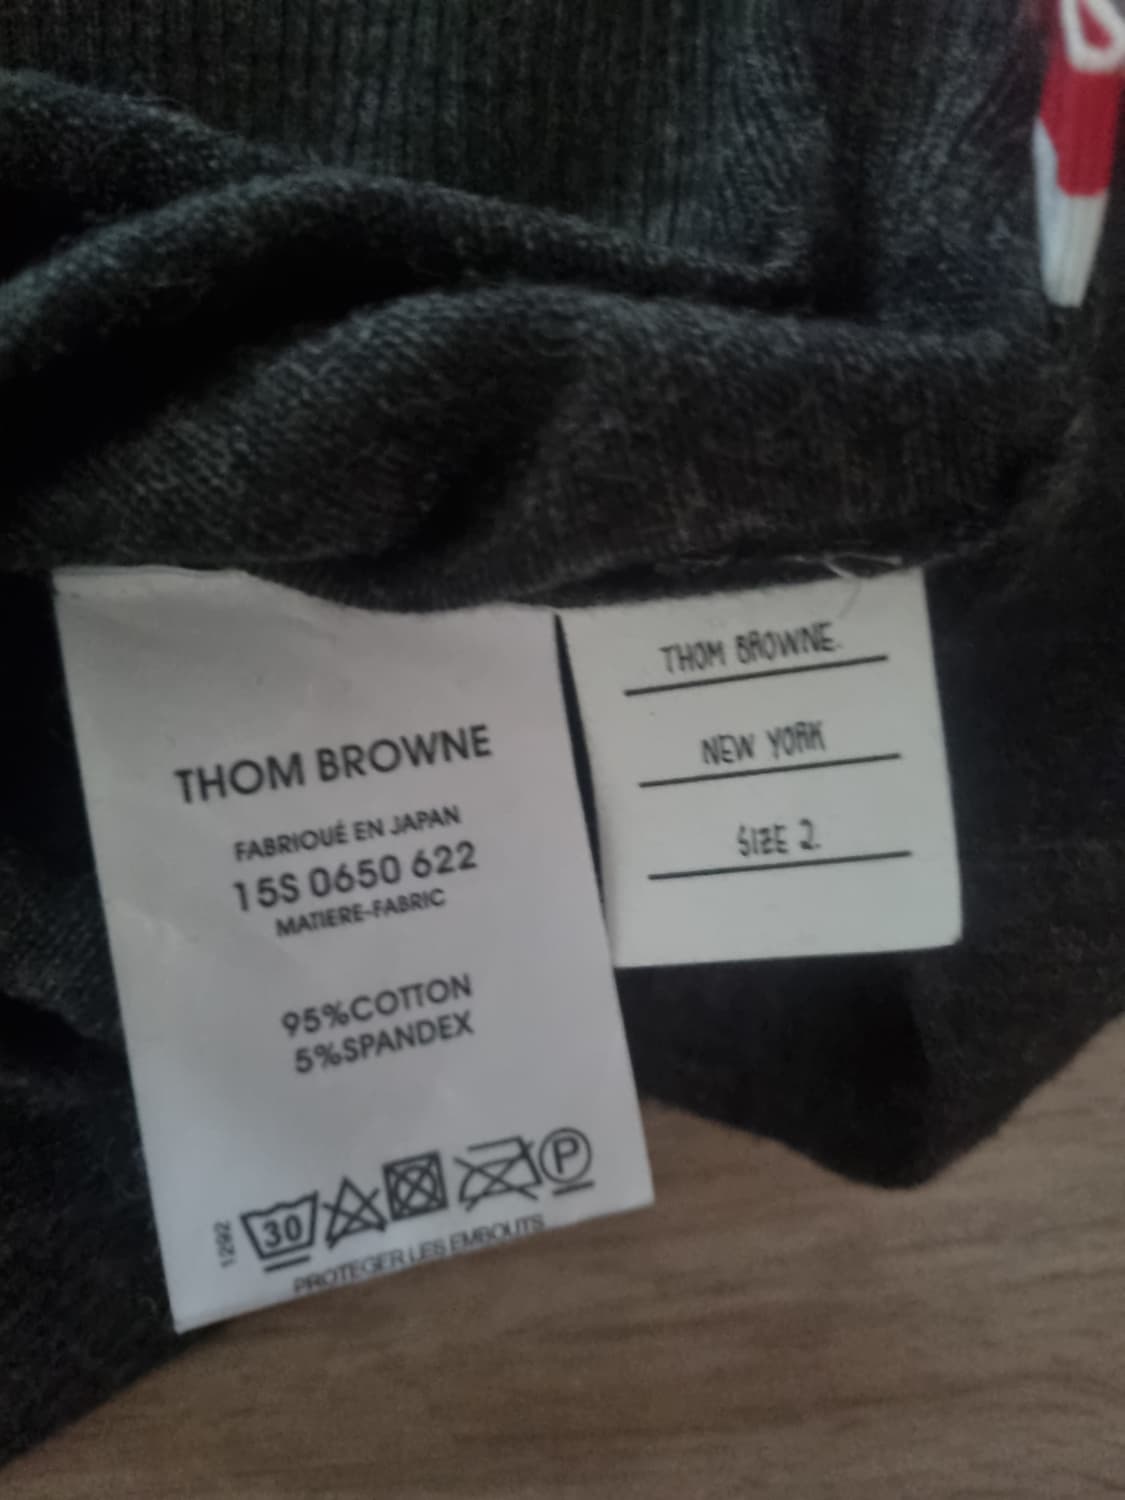 THOM BROWNE
FABRIQUÉ EN JAPAN
15S 0650 622
MATIERE-FABRIC
95%COTTON
5%SPANDEX
1292
30
P
PROTEGER LES EMBOUTS
THOM BROWNE.
NEW YORK
SIZE 2.